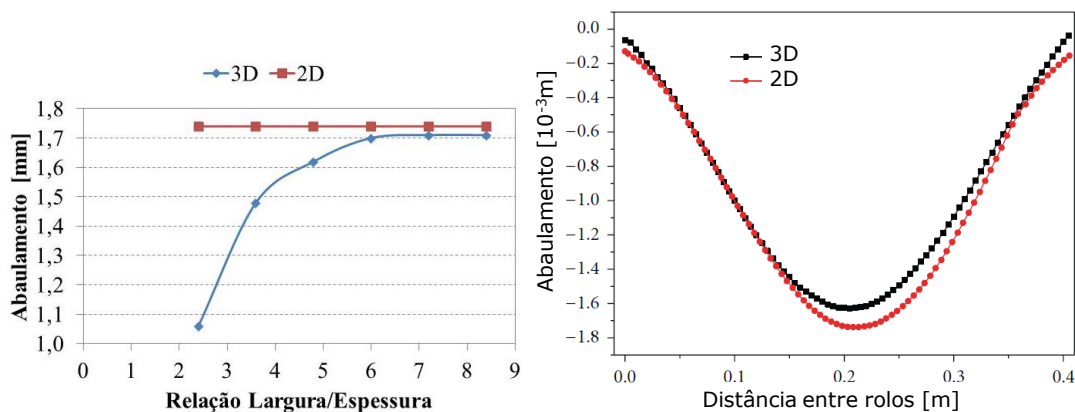 3D 2D
Abaulamento [mm]
1,8
1,7
1,6
1,5
1,4
1,3
1,2
1,1
1,0
0 1 2 3 4 5 6 7 8 9
Relação Largura/Espessura
3D
2D
Abaulamento [10⁻³m]
0.0
−0.2
−0.4
−0.6
−0.8
−1.0
−1.2
−1.4
−1.6
−1.8
0.0 0.1 0.2 0.3 0.4
Distância entre rolos [m]